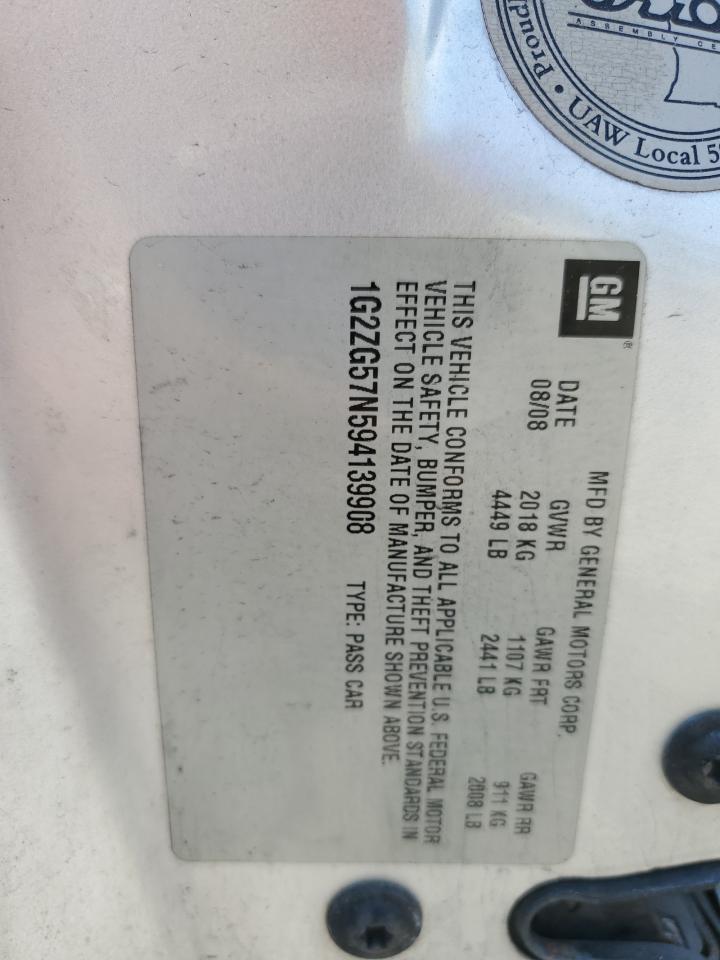 ASSEMBLY CE
Proudl
• UAW Local 5
GM®
MFD BY GENERAL MOTORS CORP.
DATE GVWR GAWR FRT GAWR RR
08/08 2018 KG 1107 KG 911 KG
4449 LB 2441 LB 2008 LB
THIS VEHICLE CONFORMS TO ALL APPLICABLE U.S. FEDERAL MOTOR
VEHICLE SAFETY, BUMPER, AND THEFT PREVENTION STANDARDS IN
EFFECT ON THE DATE OF MANUFACTURE SHOWN ABOVE.
1G2ZG57N594139908 TYPE: PASS CAR